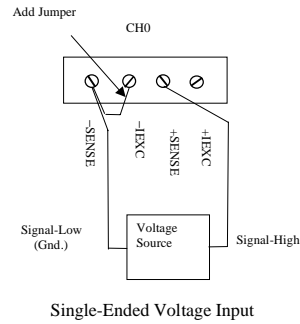 Add Jumper
CH0
–SENSE
–IEXC
+SENSE
+IEXC
Signal-Low
(Gnd.)
Voltage
Source
Signal-High
Single-Ended Voltage Input